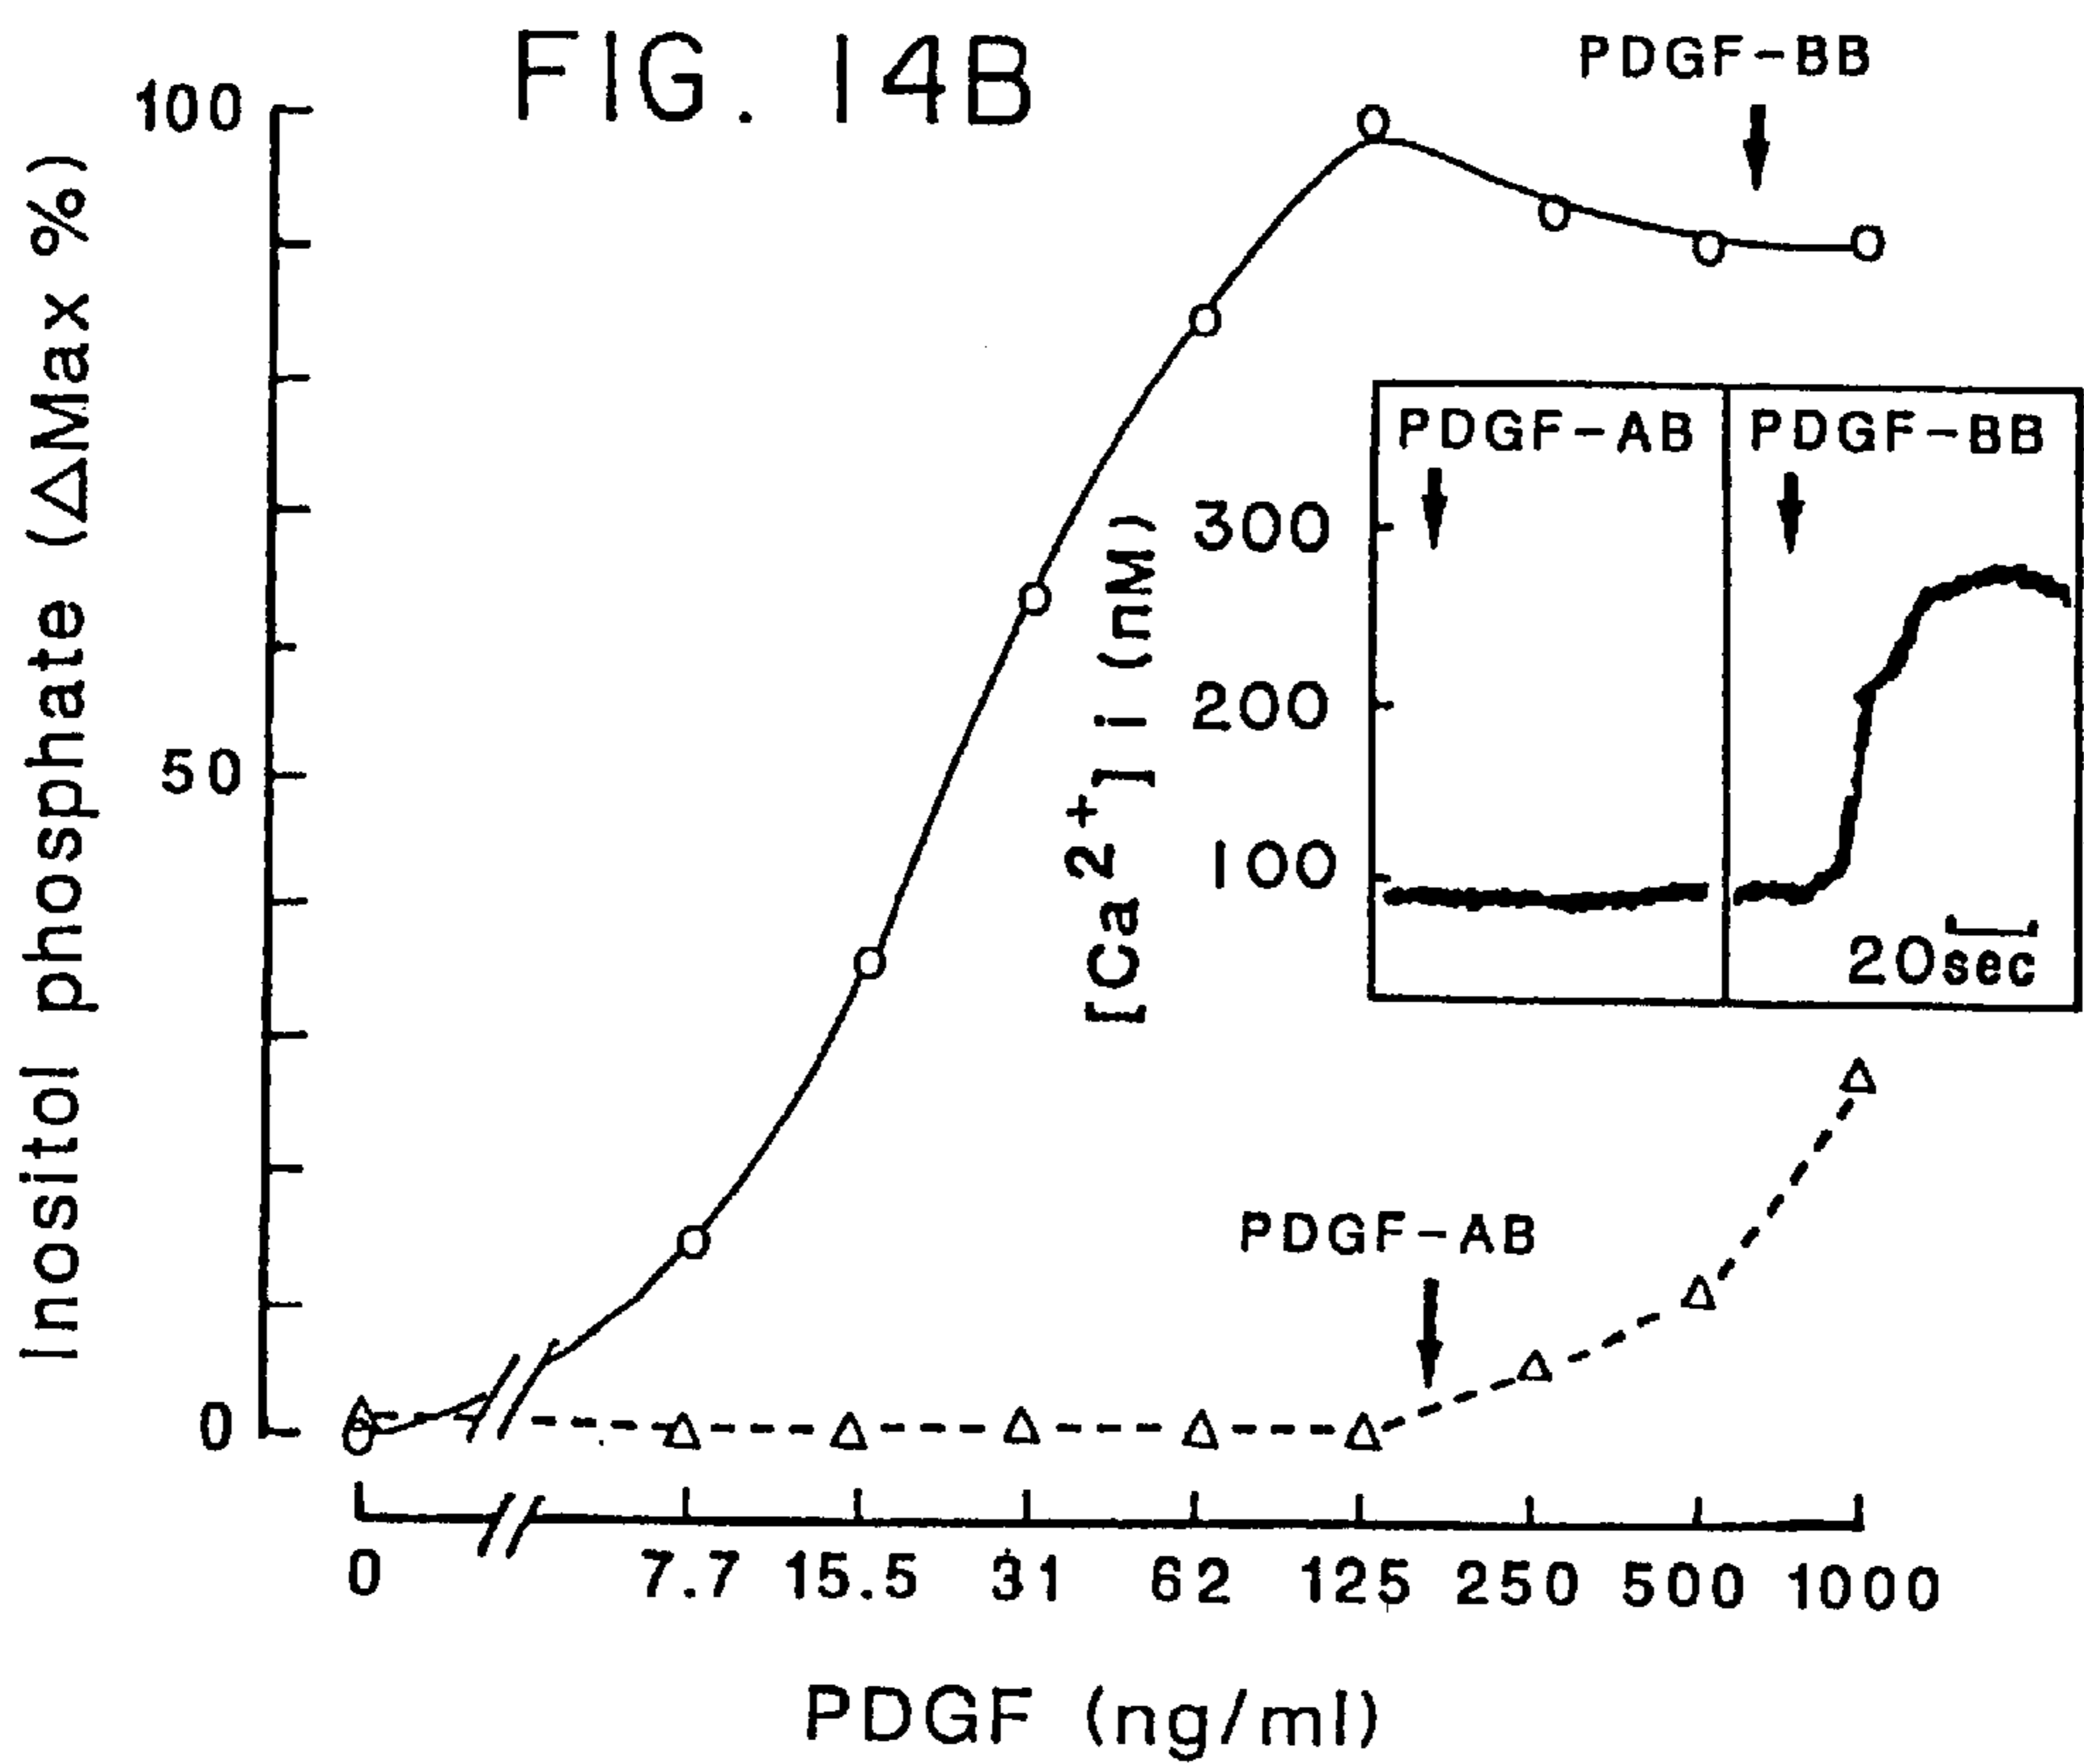 FIG. 14B
PDGF-BB
100
50
0
Inositol phosphate (ΔMax %)
PDGF-AB
PDGF-BB
300
200
100
[Ca2+] i (nM)
20sec
PDGF-AB
0 7.7 15.5 31 62 125 250 500 1000
PDGF (ng/ml)